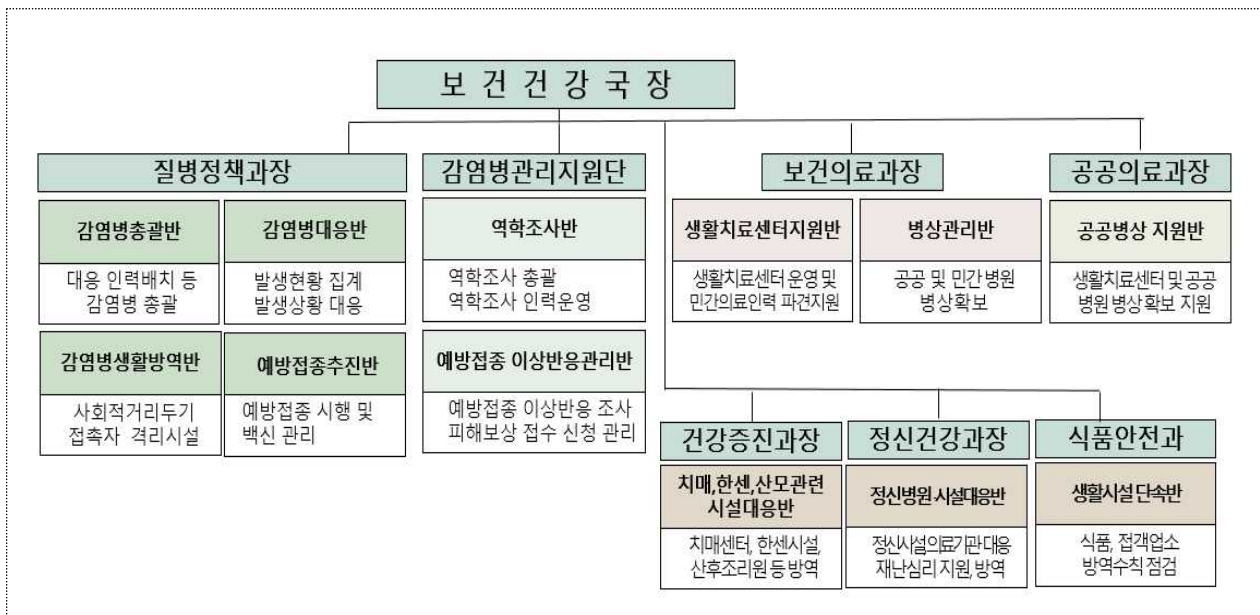 보 건 건 강 국 장
질병정책과장
감염병총괄반
대응 인력배치 등
감염병 총괄
감염병대응반
발생현황 집계
발생상황 대응
감염병생활방역반
사회적거리두기
접촉자 격리시설
예방접종추진반
예방접종 시행 및
백신 관리
감염병관리지원단
역학조사반
역학조사 총괄
역학조사 인력운영
예방접종 이상반응관리반
예방접종 이상반응 조사
피해보상 접수 신청 관리
보건의료과장
생활치료센터지원반
생활치료센터 운영 및
민간의료인력 파견지원
병상관리반
공공 및 민간 병원
병상확보
공공의료과장
공공병상 지원반
생활치료센터 및 공공
병원 병상확보 지원
건강증진과장
치매,한센,산모관련
시설대응반
치매센터, 한센시설,
산후조리원 등 방역
정신건강과장
정신병원·시설대응반
정신시설,의료기관 대응
재난심리 지원, 방역
식품안전과
생활시설 단속반
식품, 접객업소
방역수칙 점검